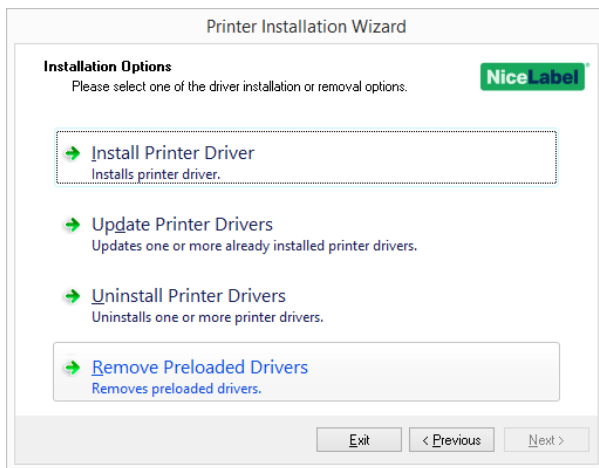 Printer Installation Wizard
Installation Options
Please select one of the driver installation or removal options.
NiceLabel
Install Printer Driver
Installs printer driver.
Update Printer Drivers
Updates one or more already installed printer drivers.
Uninstall Printer Drivers
Uninstalls one or more printer drivers.
Remove Preloaded Drivers
Removes preloaded drivers.
Exit < Previous Next >